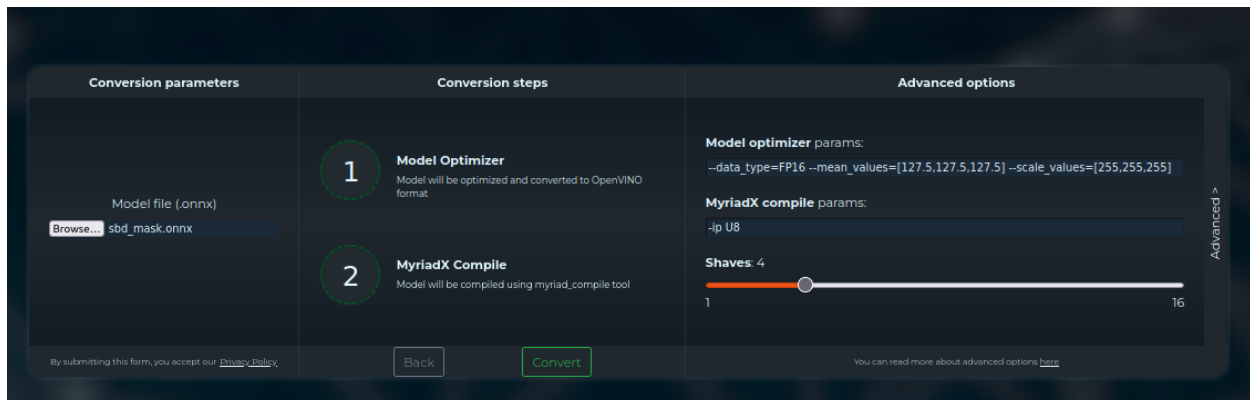 Conversion parameters
Model file (.onnx)
Browse... sbd_mask.onnx
By submitting this form, you accept our Privacy Policy
Conversion steps
1
Model Optimizer
Model will be optimized and converted to OpenVINO
format
2
MyriadX Compile
Model will be compiled using myriad_compile tool
Back
Convert
Advanced options
Model optimizer params:
--data_type=FP16 --mean_values=[127.5,127.5,127.5] --scale_values=[255,255,255]
MyriadX compile params:
-ip U8
Shaves: 4
1 16
You can read more about advanced options here
Advanced >